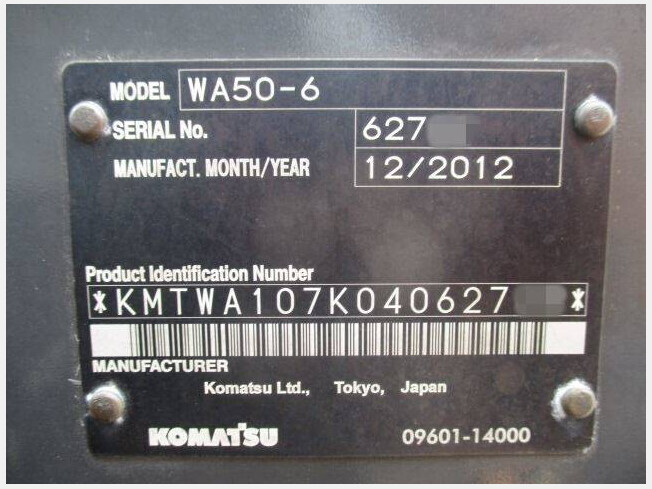 MODEL WA50-6
SERIAL No. 627
MANUFACT. MONTH/YEAR 12/2012
Product Identification Number
*KMTWA107K040627 *
MANUFACTURER
Komatsu Ltd., Tokyo, Japan
KOMATSU 09601-14000